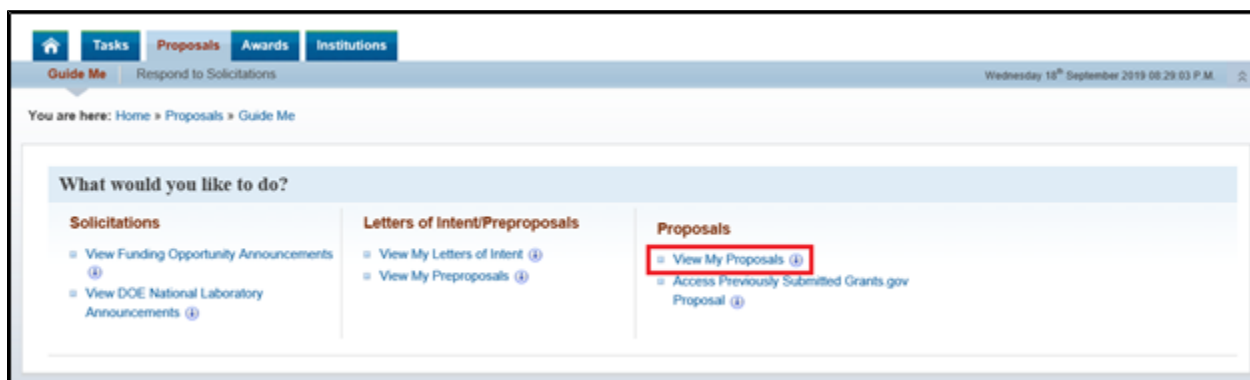 Tasks Proposals Awards Institutions
Guide Me Respond to Solicitations Wednesday 18th September 2019 08:29:03 P.M.
You are here: Home » Proposals » Guide Me
What would you like to do?
Solicitations
View Funding Opportunity Announcements
View DOE National Laboratory
Announcements
Letters of Intent/Preproposals
View My Letters of Intent
View My Preproposals
Proposals
View My Proposals
Access Previously Submitted Grants.gov
Proposal